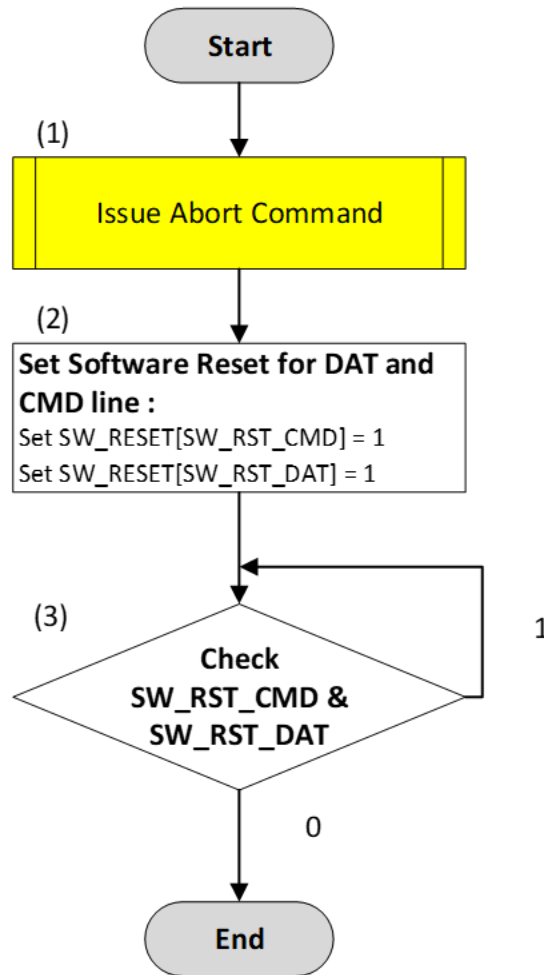 Start
(1)
Issue Abort Command
(2)
Set Software Reset for DAT and
CMD line :
Set SW_RESET[SW_RST_CMD] = 1
Set SW_RESET[SW_RST_DAT] = 1
(3)
1
Check
SW_RST_CMD &
SW_RST_DAT
0
End